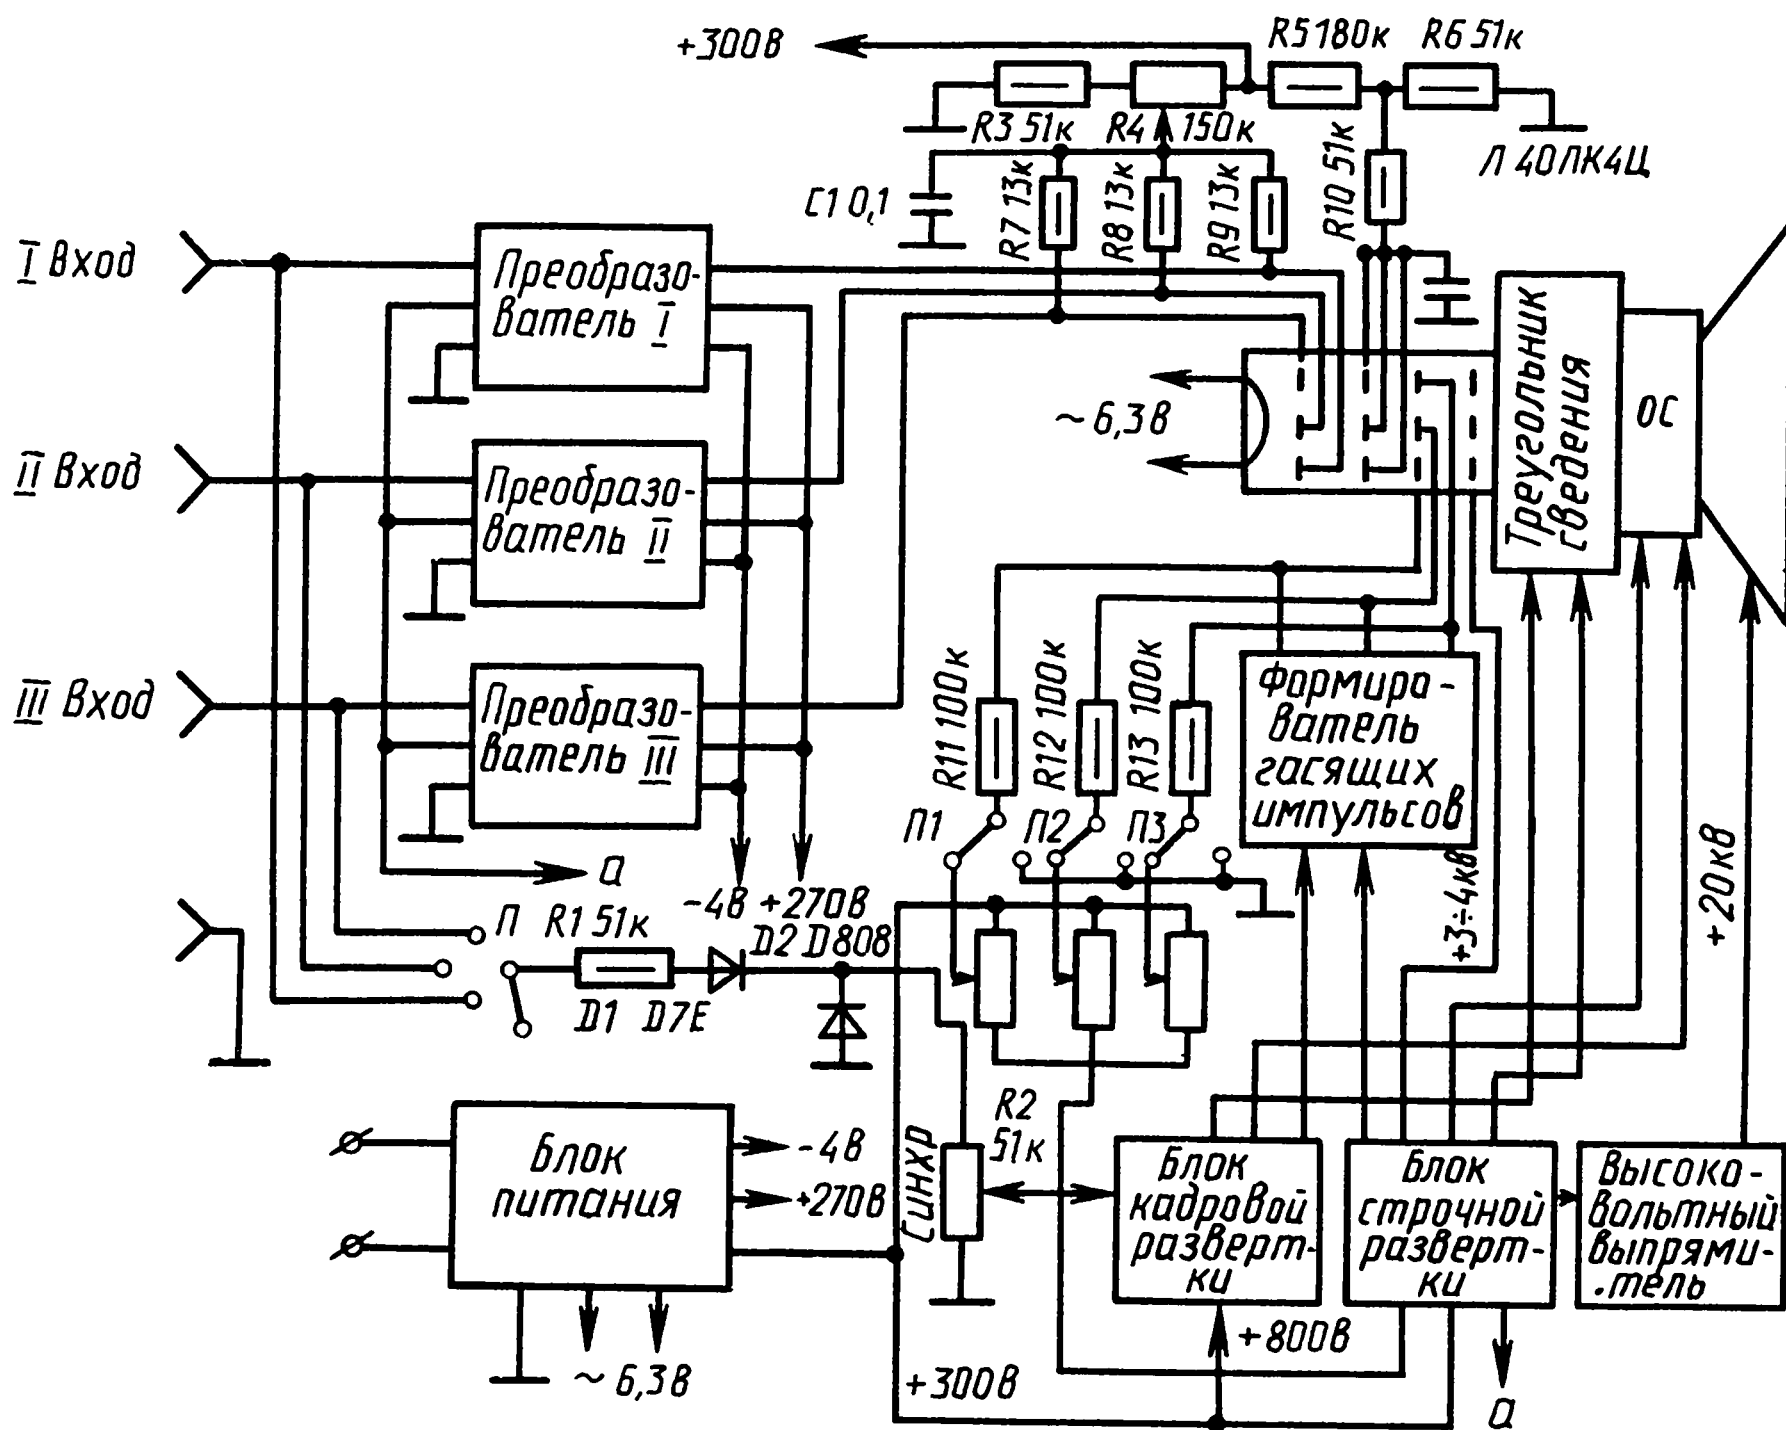 +300В
R5 180к
R6 51к
R3 51к
R4
150к
Л 40ЛК4Ц
С1 0,1
R7 13к
R8 13к
R9 13к
R10 51к
I Вход
Преобразо-
ватель I
~ 6,3В
Треугольник
сведения
ОС
II Вход
Преобразо-
ватель II
III Вход
Преобразо-
ватель III
R11 100к
R12 100к
R13 100к
Формиро-
ватель
гасящих
импульсов
П1
П2
П3
а
-4В
+270В
+3÷4кв
+20кв
П
R1 51к
Д2 Д808
Д1 Д7Е
R2
51к
Синхр
Блок
питания
-4В
+270В
~ 6,3В
Блок
кадровой
разверт-
ки
Блок
строчной
разверт-
ки
Высоко-
вольтный
выпрями-
тель
+800В
+300В
а